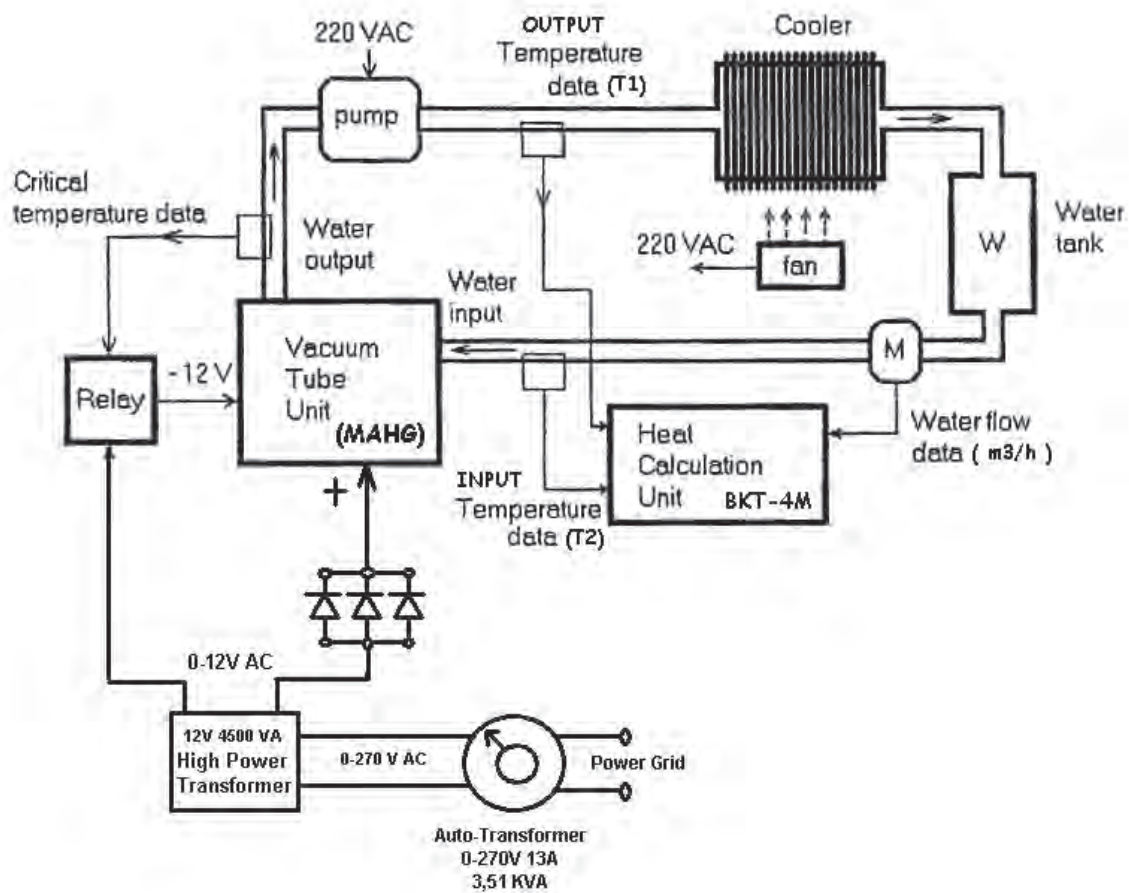 220 VAC
OUTPUT
Temperature
data (T1)
Cooler
pump
Critical
temperature data
Water
output
220 VAC
fan
W
Water
tank
Water
input
Relay
-12 V
Vacuum
Tube
Unit
(MAHG)
M
Water flow
data ( m3/h )
Heat
Calculation
Unit BKT-4M
+
INPUT
Temperature
data (T2)
0-12V AC
12V 4500 VA
High Power
Transformer
0-270 V AC
Power Grid
Auto-Transformer
0-270V 13A
3,51 KVA